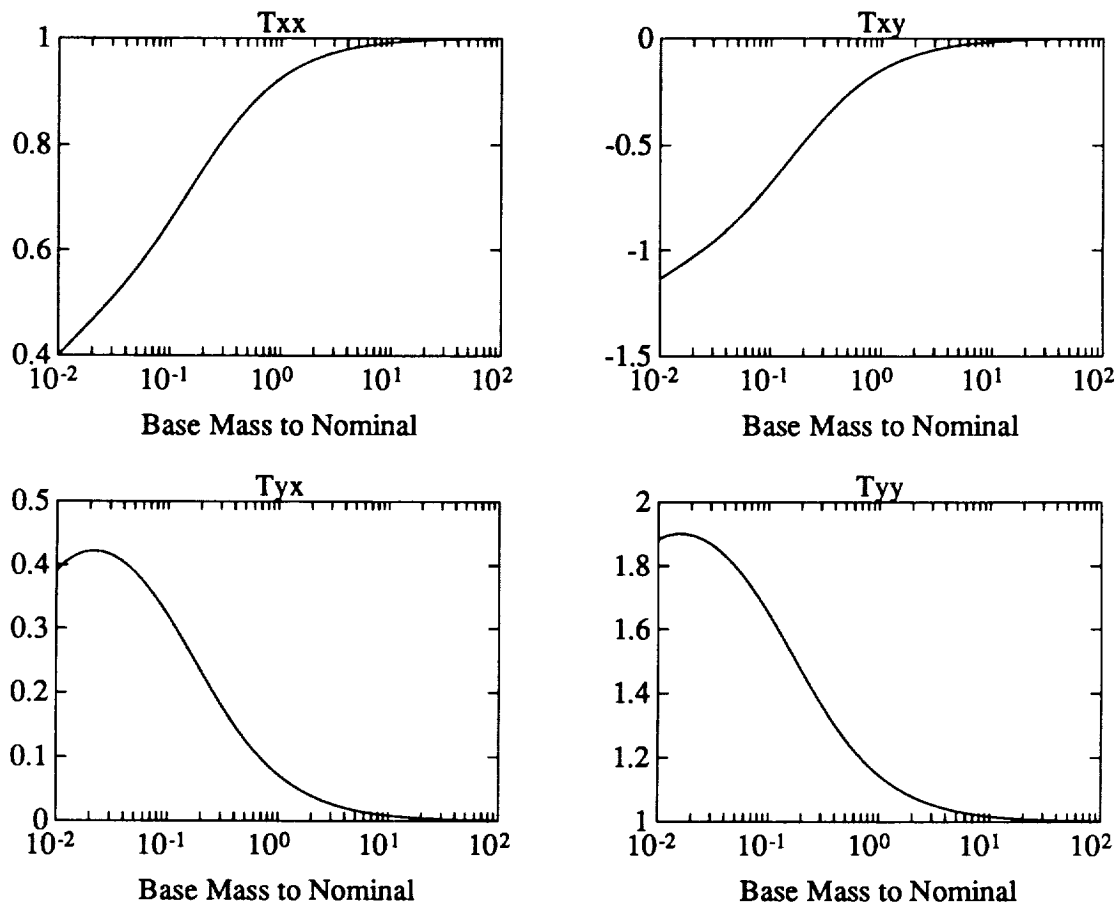 Txx
1
0.8
0.6
0.4
10⁻² 10⁻¹ 10⁰ 10¹ 10²
Base Mass to Nominal
Txy
0
-0.5
-1
-1.5
10⁻² 10⁻¹ 10⁰ 10¹ 10²
Base Mass to Nominal
Tyx
0.5
0.4
0.3
0.2
0.1
0
10⁻² 10⁻¹ 10⁰ 10¹ 10²
Base Mass to Nominal
Tyy
2
1.8
1.6
1.4
1.2
1
10⁻² 10⁻¹ 10⁰ 10¹ 10²
Base Mass to Nominal